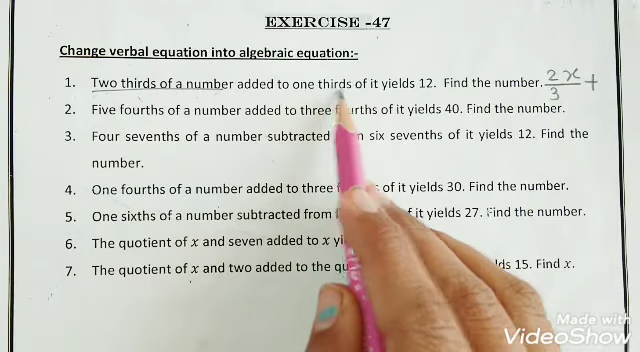 EXERCISE -47
Change verbal equation into algebraic equation:-
1. Two thirds of a number added to one thirds of it yields 12. Find the number. 2x/3 +
2. Five fourths of a number added to three fourths of it yields 40. Find the number.
3. Four sevenths of a number subtracted six sevenths of it yields 12. Find the
number.
4. One fourths of a number added to three of it yields 30. Find the number.
5. One sixths of a number subtracted from it yields 27. Find the number.
6. The quotient of x and seven added to x
7. The quotient of x and two added to the 15. Find x.
Made with
VideoShow